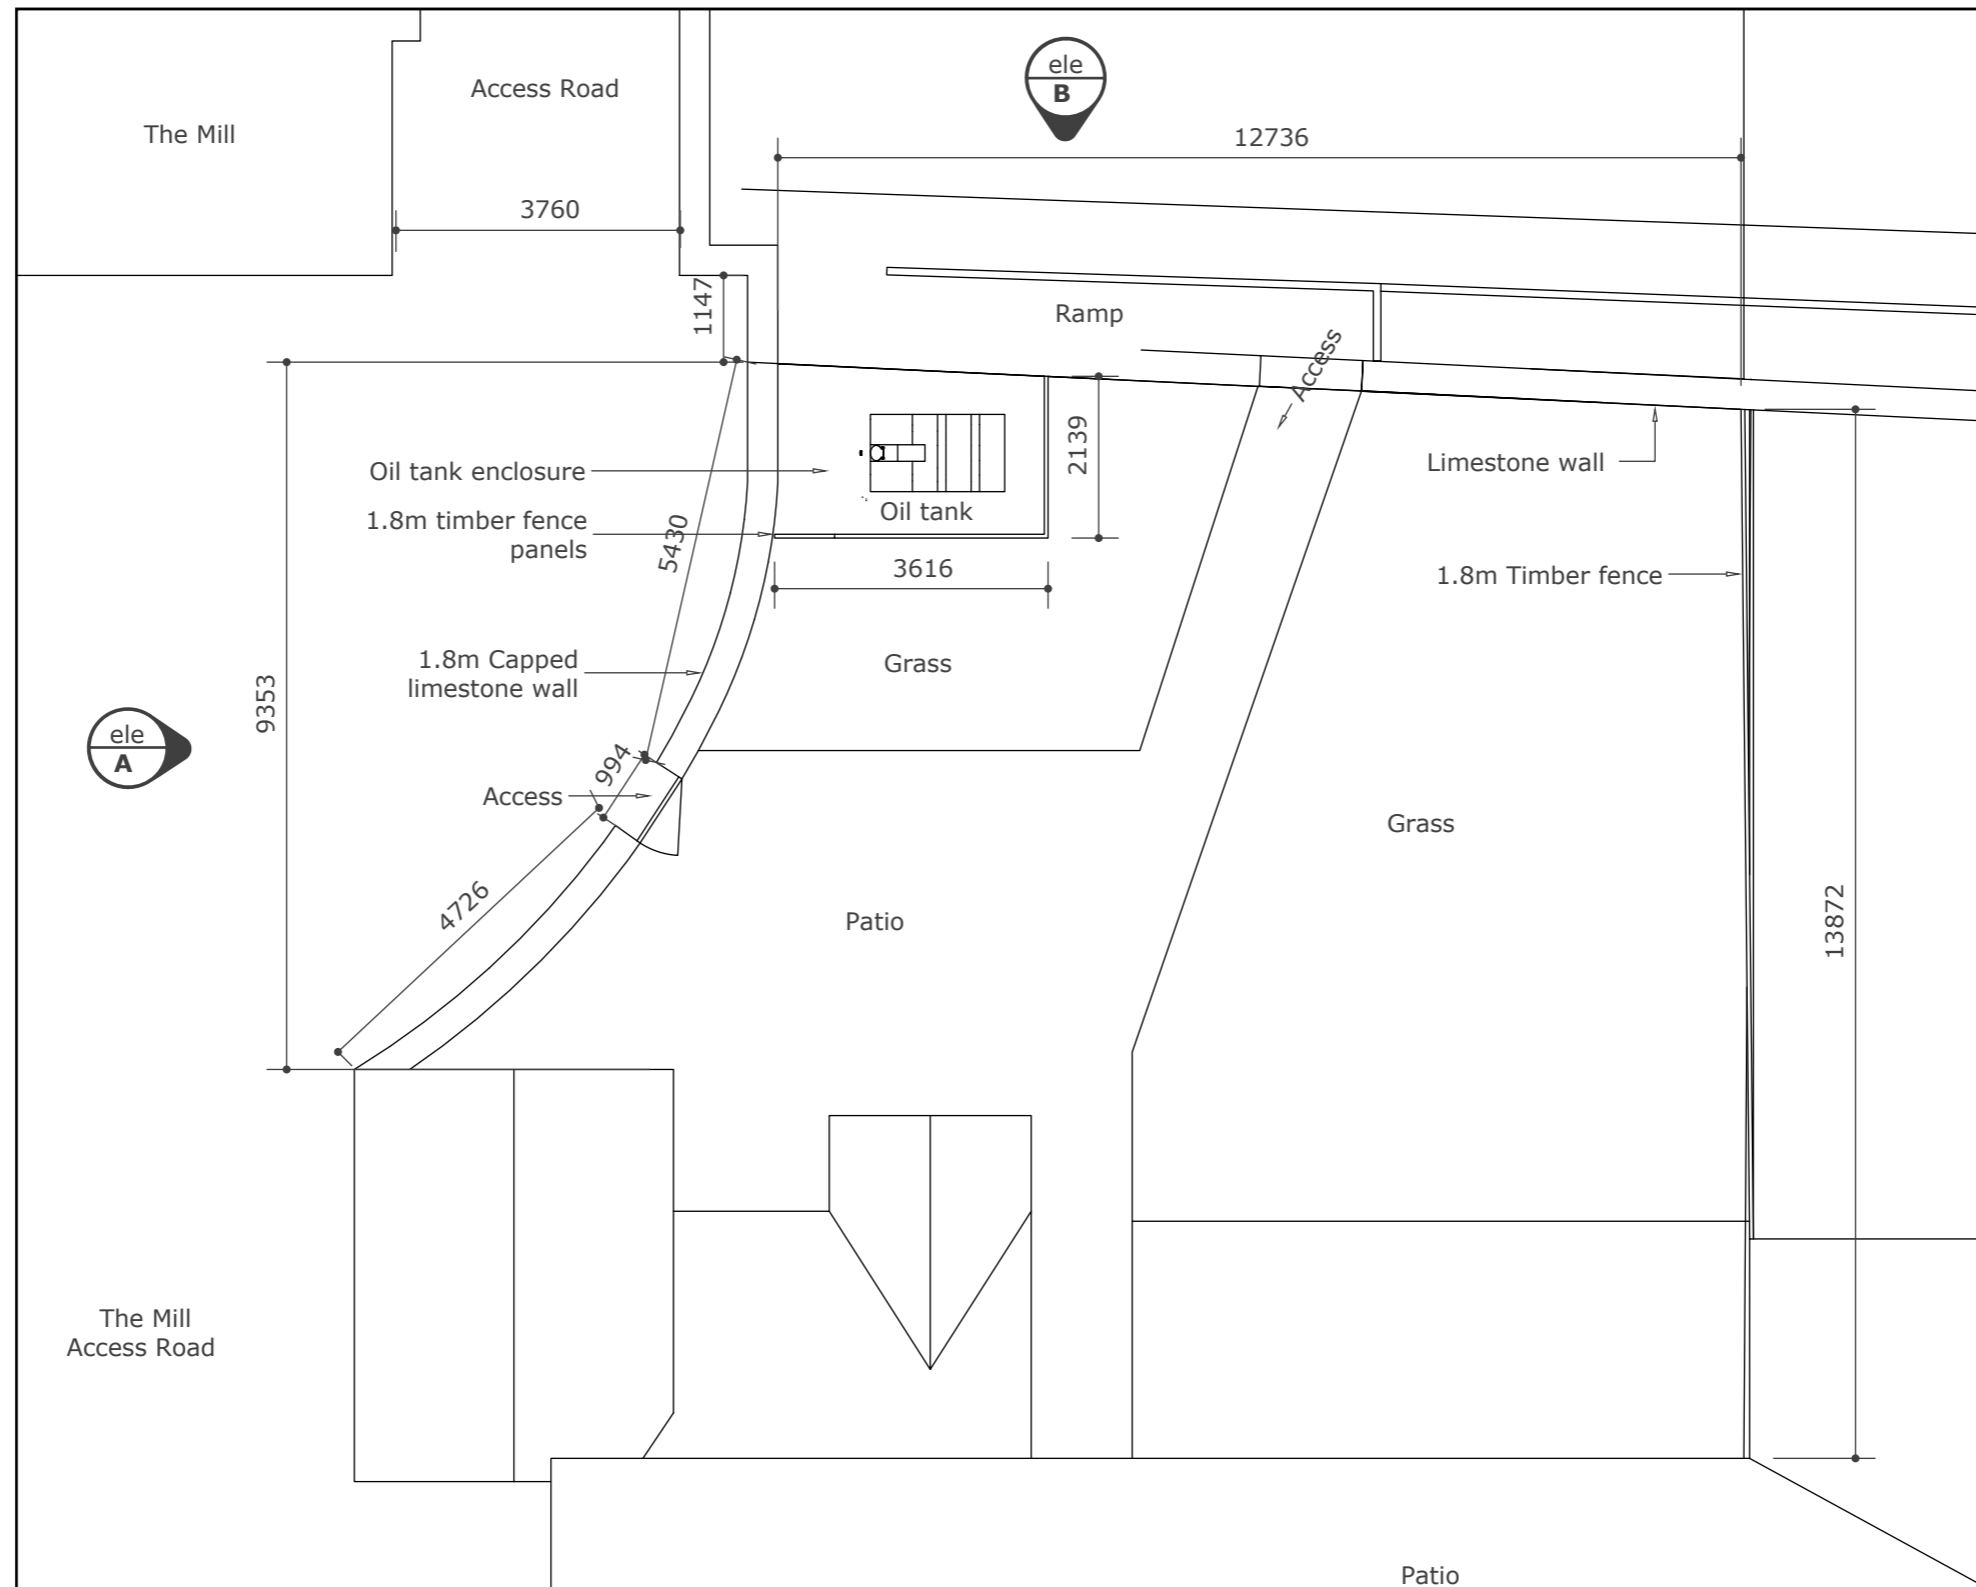 The Mill
Access Road
ele
B
12736
3760
1147
Ramp
Access
2139
Limestone wall
Oil tank enclosure
Oil tank
1.8m timber fence
panels
5430
3616
1.8m Timber fence
1.8m Capped
limestone wall
Grass
9353
ele
A
994
Access
Grass
4726
Patio
13872
The Mill
Access Road
Patio